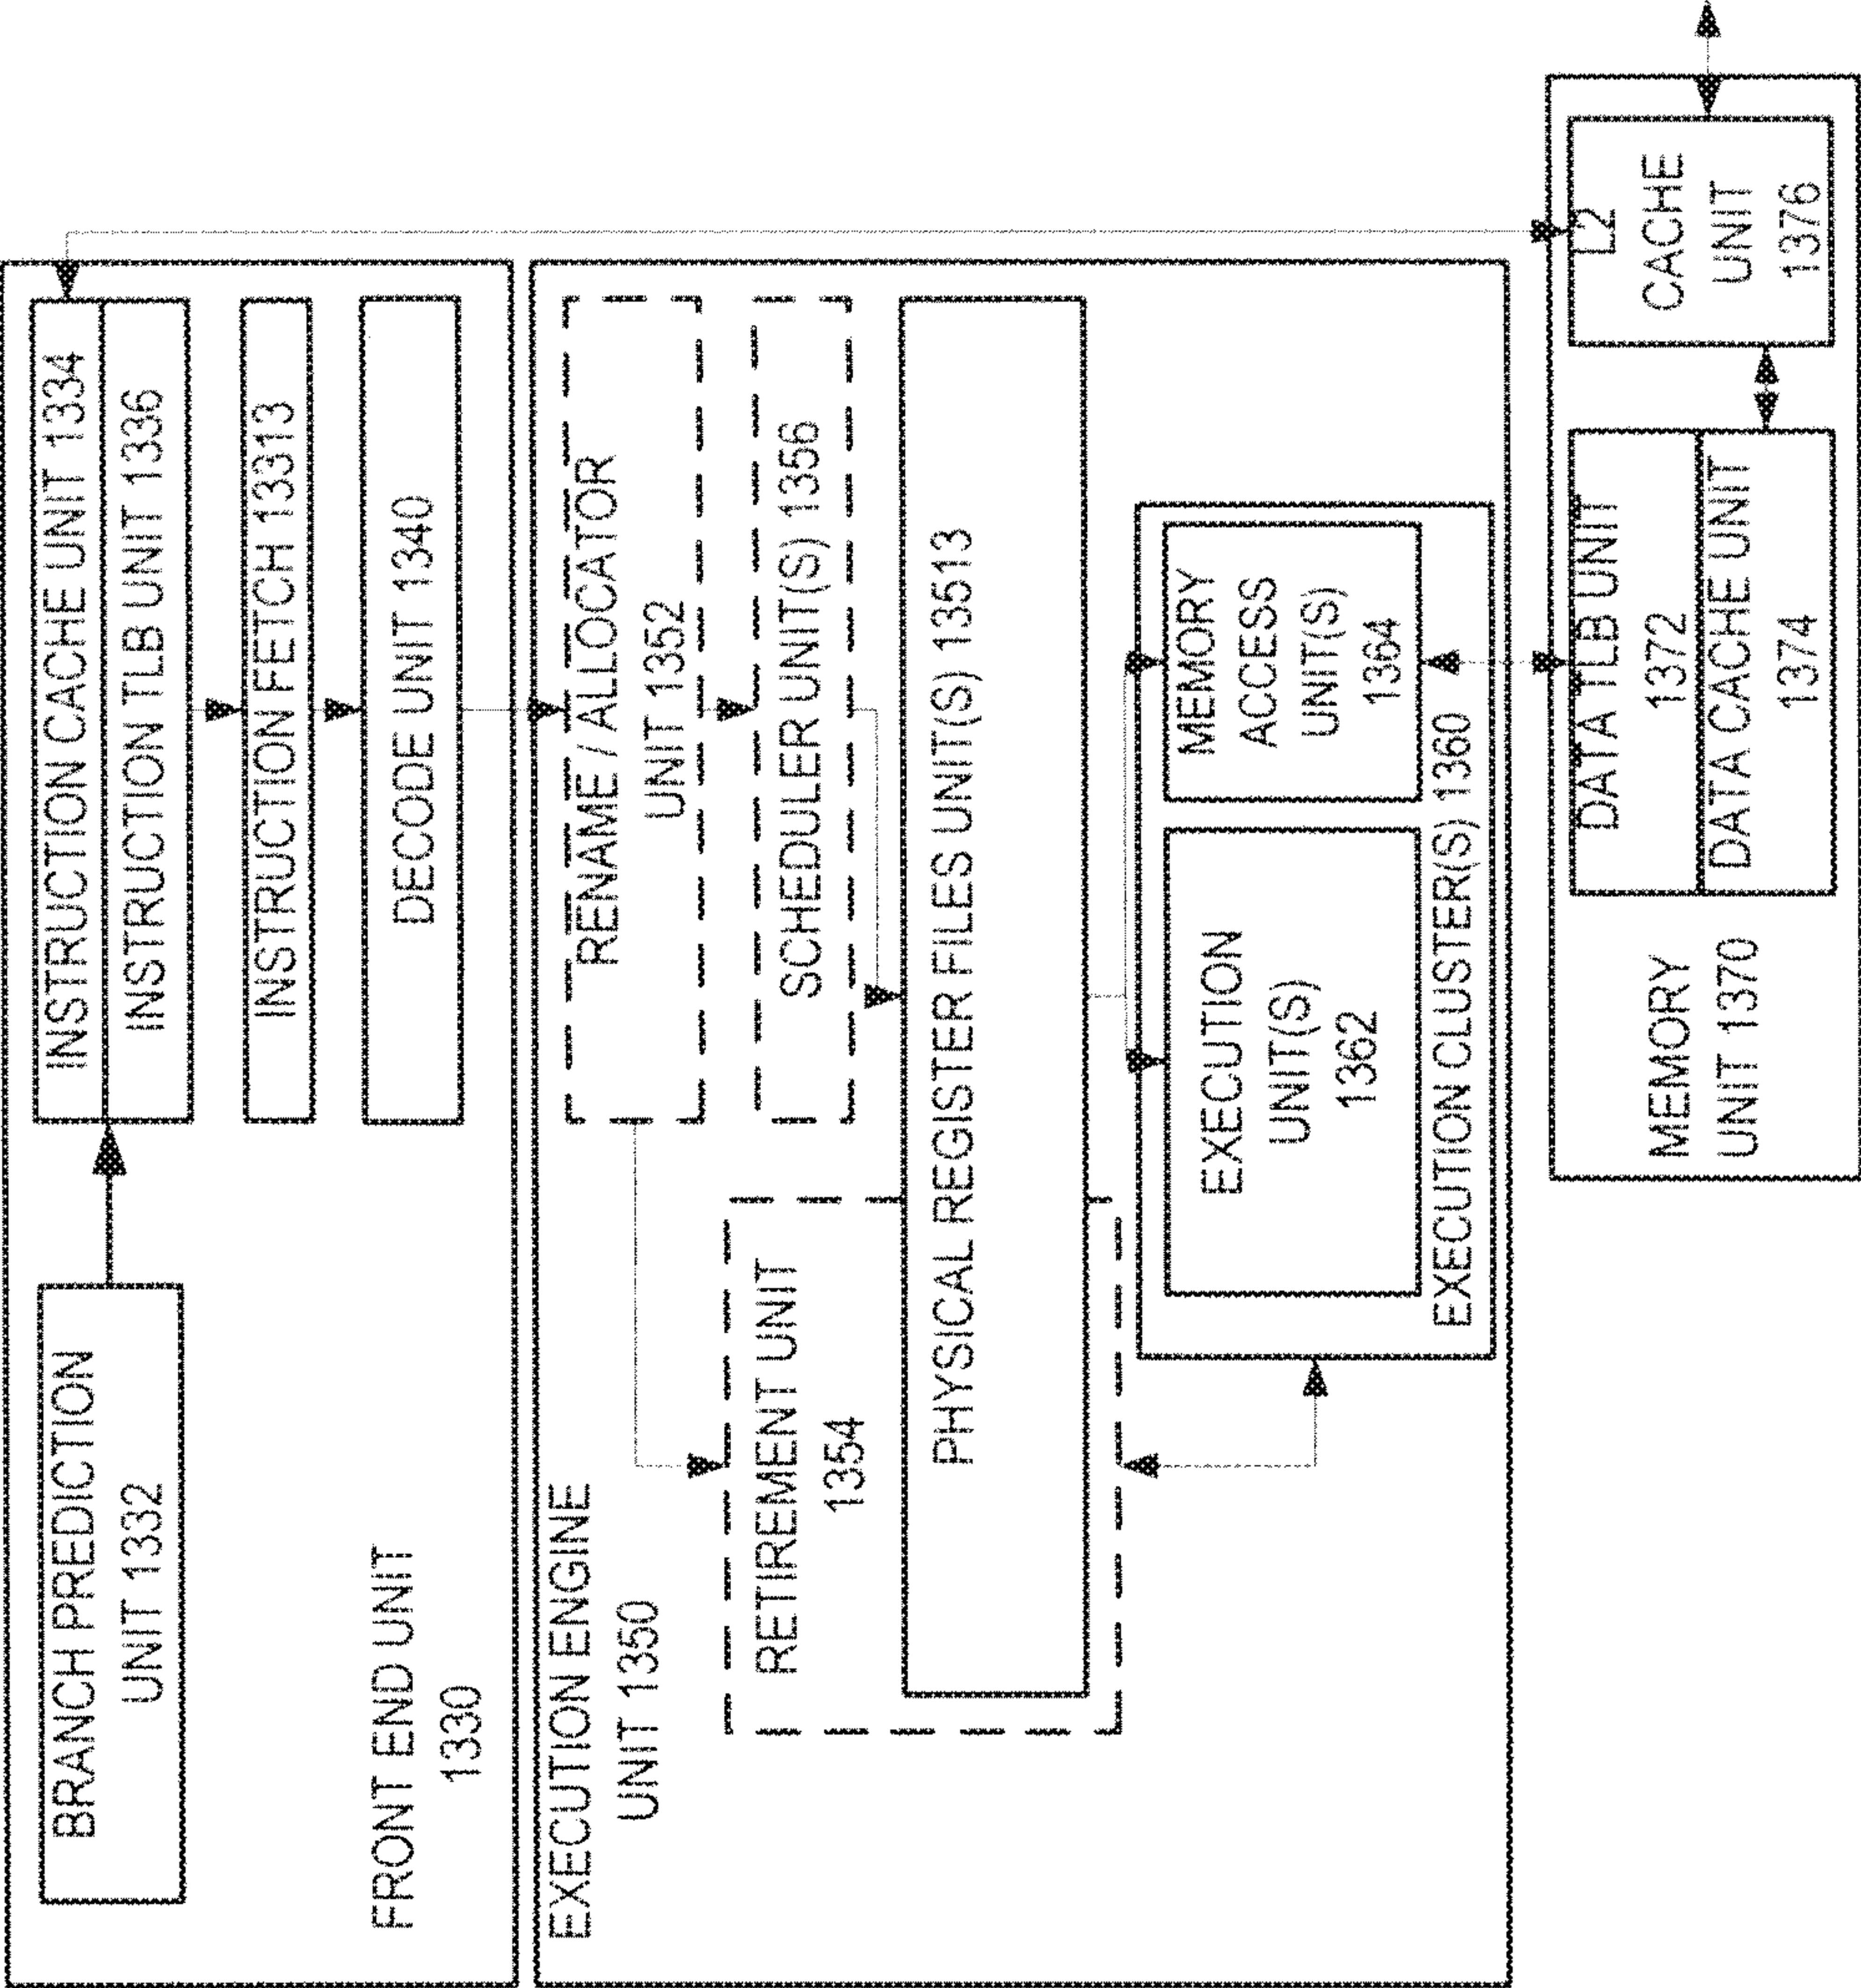 BRANCH PREDICTION
UNIT 1332
INSTRUCTION CACHE UNIT 1334
INSTRUCTION TLB UNIT 1336
INSTRUCTION FETCH 13313
DECODE UNIT 1340
FRONT END UNIT
1330
EXECUTION ENGINE
UNIT 1350
RENAME / ALLOCATOR
UNIT 1352
RETIREMENT UNIT
1354
SCHEDULER UNIT(S) 1356
PHYSICAL REGISTER FILES UNIT(S) 13513
EXECUTION
UNIT(S)
1362
MEMORY
ACCESS
UNIT(S)
1364
EXECUTION CLUSTER(S) 1360
MEMORY
UNIT 1370
DATA TLB UNIT
1372
DATA CACHE UNIT
1374
L2
CACHE
UNIT
1376